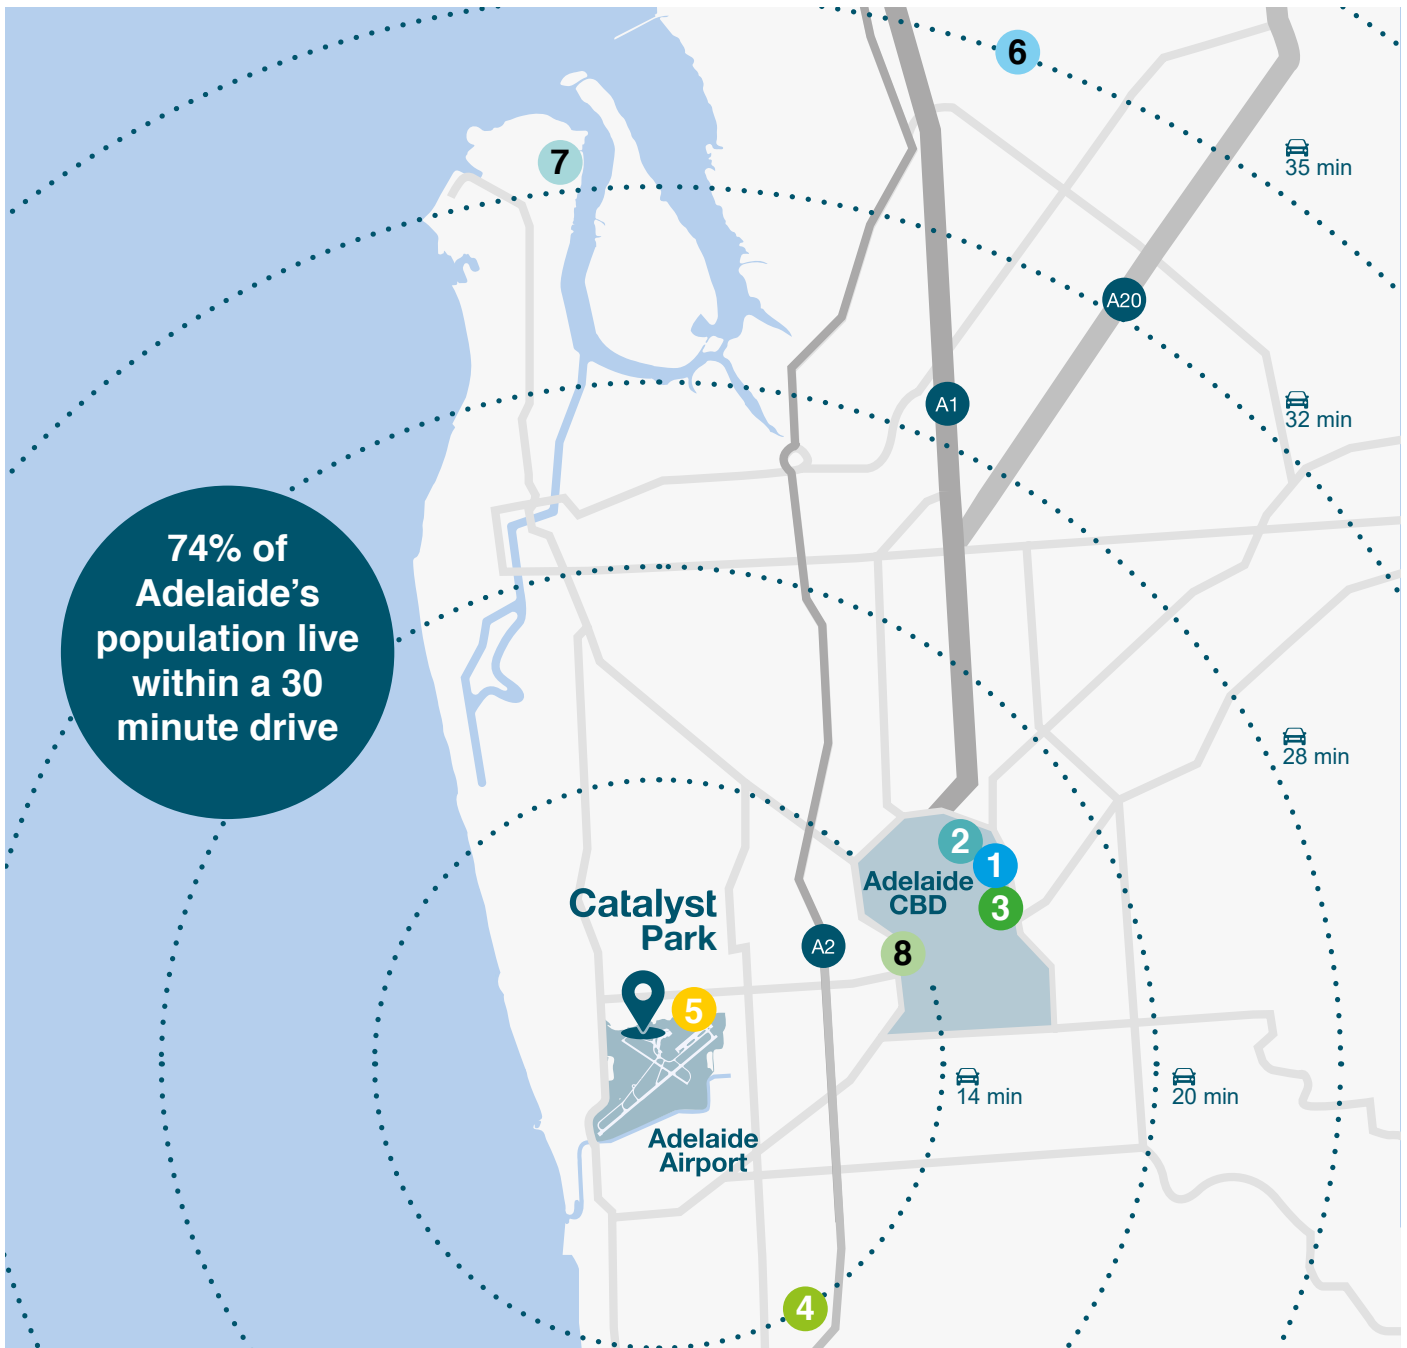 6
7
35 min
A20
A1
32 min
74% of
Adelaide’s
population live
within a 30
minute drive
28 min
2
1
Adelaide
CBD
3
Catalyst
Park
A2
8
5
14 min
20 min
Adelaide
Airport
4